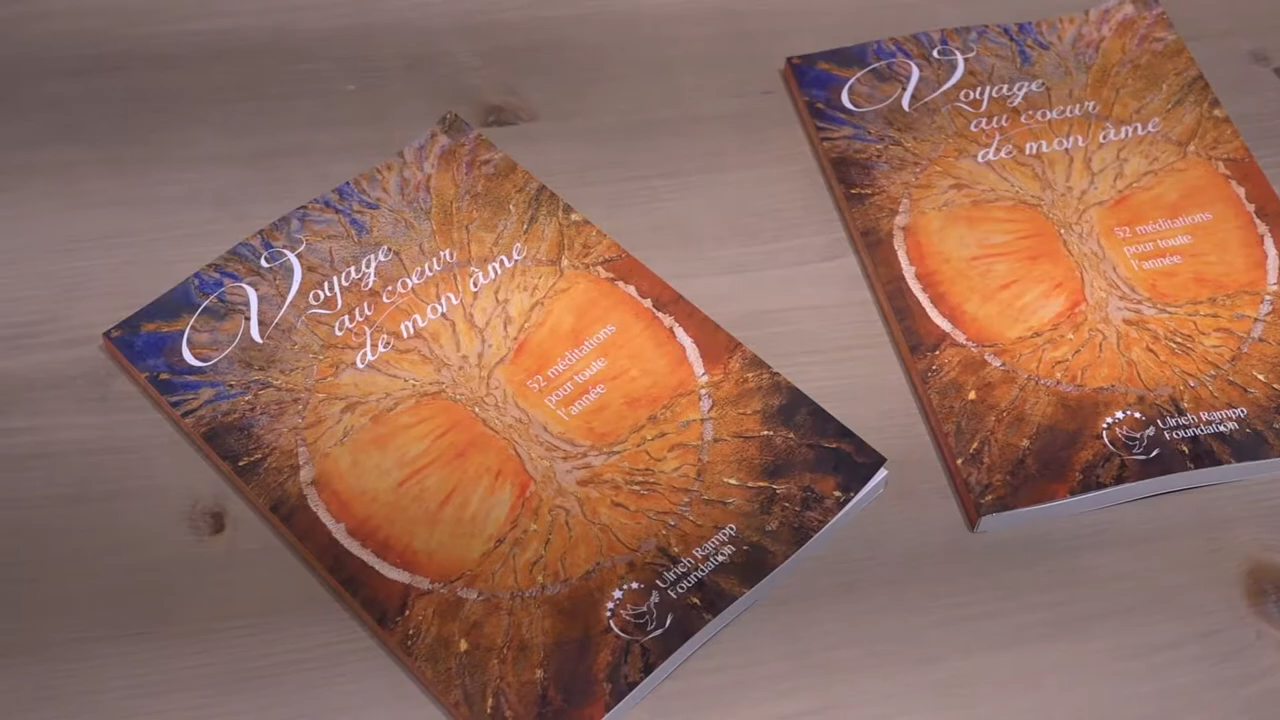 Voyage
au coeur
de mon âme
52 méditations
pour toute
l'année
Ulrich Rampp
Foundation
Voyage
au coeur
de mon âme
52 méditations
pour toute
l'année
Ulrich Rampp
Foundation